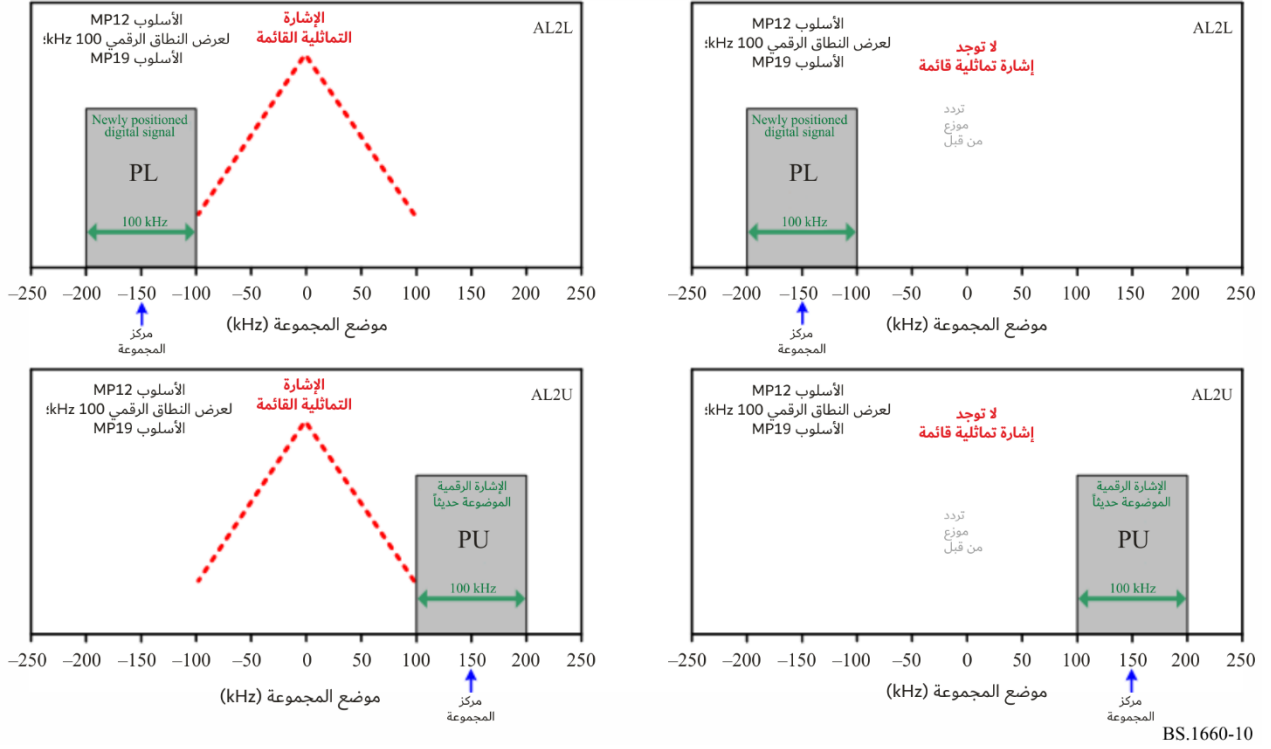 الأسلوب MP12
لعرض النطاق الرقمي 100 kHz؛
الأسلوب MP19
الإشارة
التماثلية القائمة
AL2L
Newly positioned
digital signal
PL
100 kHz
–250 –200 –150 –100 –50 0 50 100 150 200 250
موضع المجموعة (kHz)
مركز
المجموعة
الأسلوب MP12
لعرض النطاق الرقمي 100 kHz؛
الأسلوب MP19
لا توجد
إشارة تماثلية قائمة
AL2L
تردد
موزع
من قبل
Newly positioned
digital signal
PL
100 kHz
–250 –200 –150 –100 –50 0 50 100 150 200 250
موضع المجموعة (kHz)
مركز
المجموعة
الأسلوب MP12
لعرض النطاق الرقمي 100 kHz؛
الأسلوب MP19
الإشارة
التماثلية القائمة
AL2U
الإشارة الرقمية
الموضوعة حديثاً
PU
100 kHz
–250 –200 –150 –100 –50 0 50 100 150 200 250
موضع المجموعة (kHz)
مركز
المجموعة
الأسلوب MP12
لعرض النطاق الرقمي 100 kHz؛
الأسلوب MP19
لا توجد
إشارة تماثلية قائمة
AL2U
تردد
موزع
من قبل
الإشارة الرقمية
الموضوعة حديثاً
PU
100 kHz
–250 –200 –150 –100 –50 0 50 100 150 200 250
موضع المجموعة (kHz)
مركز
المجموعة
BS.1660-10